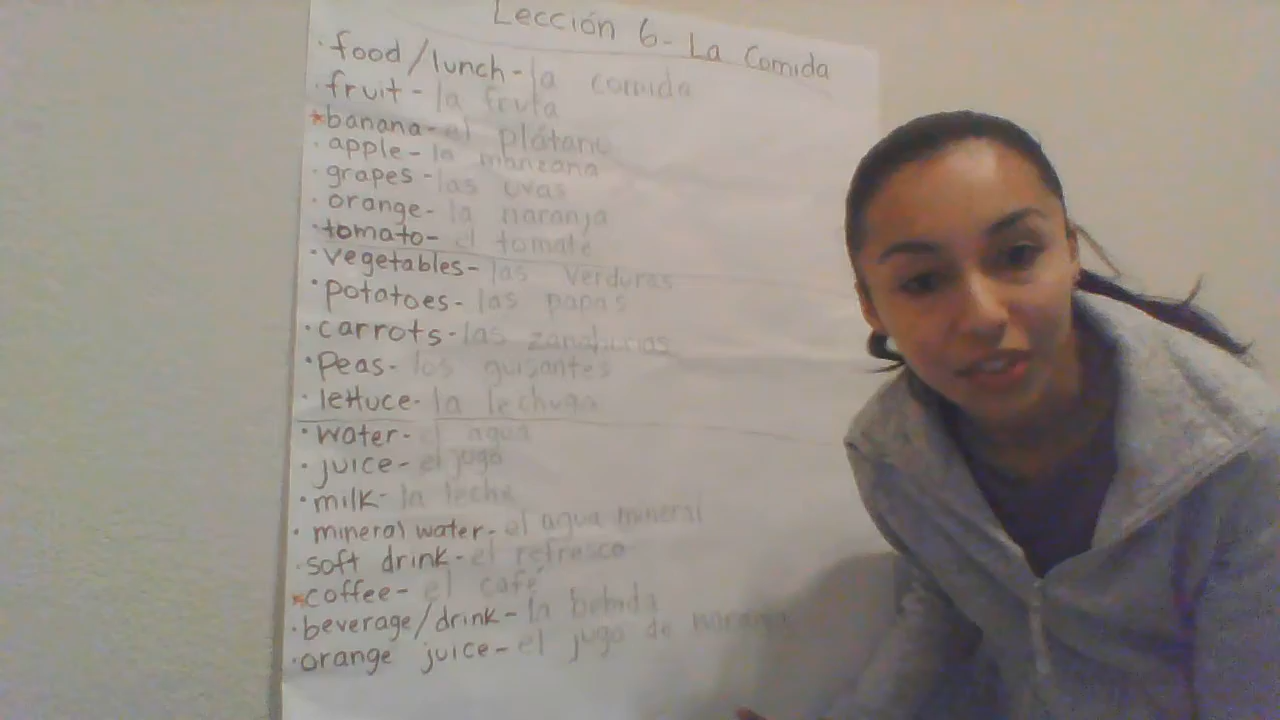 Lección 6- La Comida
food/lunch- la comida
fruit- la fruta
*banana- el plátano
apple- la manzana
grapes- las uvas
orange- la naranja
tomato- el tomate
vegetables- las verduras
potatoes- las papas
carrots- las zanahorias
Peas- los guisantes
lettuce- la lechuga
water- el agua
juice- el jugo
milk- la leche
mineral water- el agua mineral
soft drink- el refresco
*coffee- el café
beverage/drink- la bebida
orange juice- el jugo de naranja